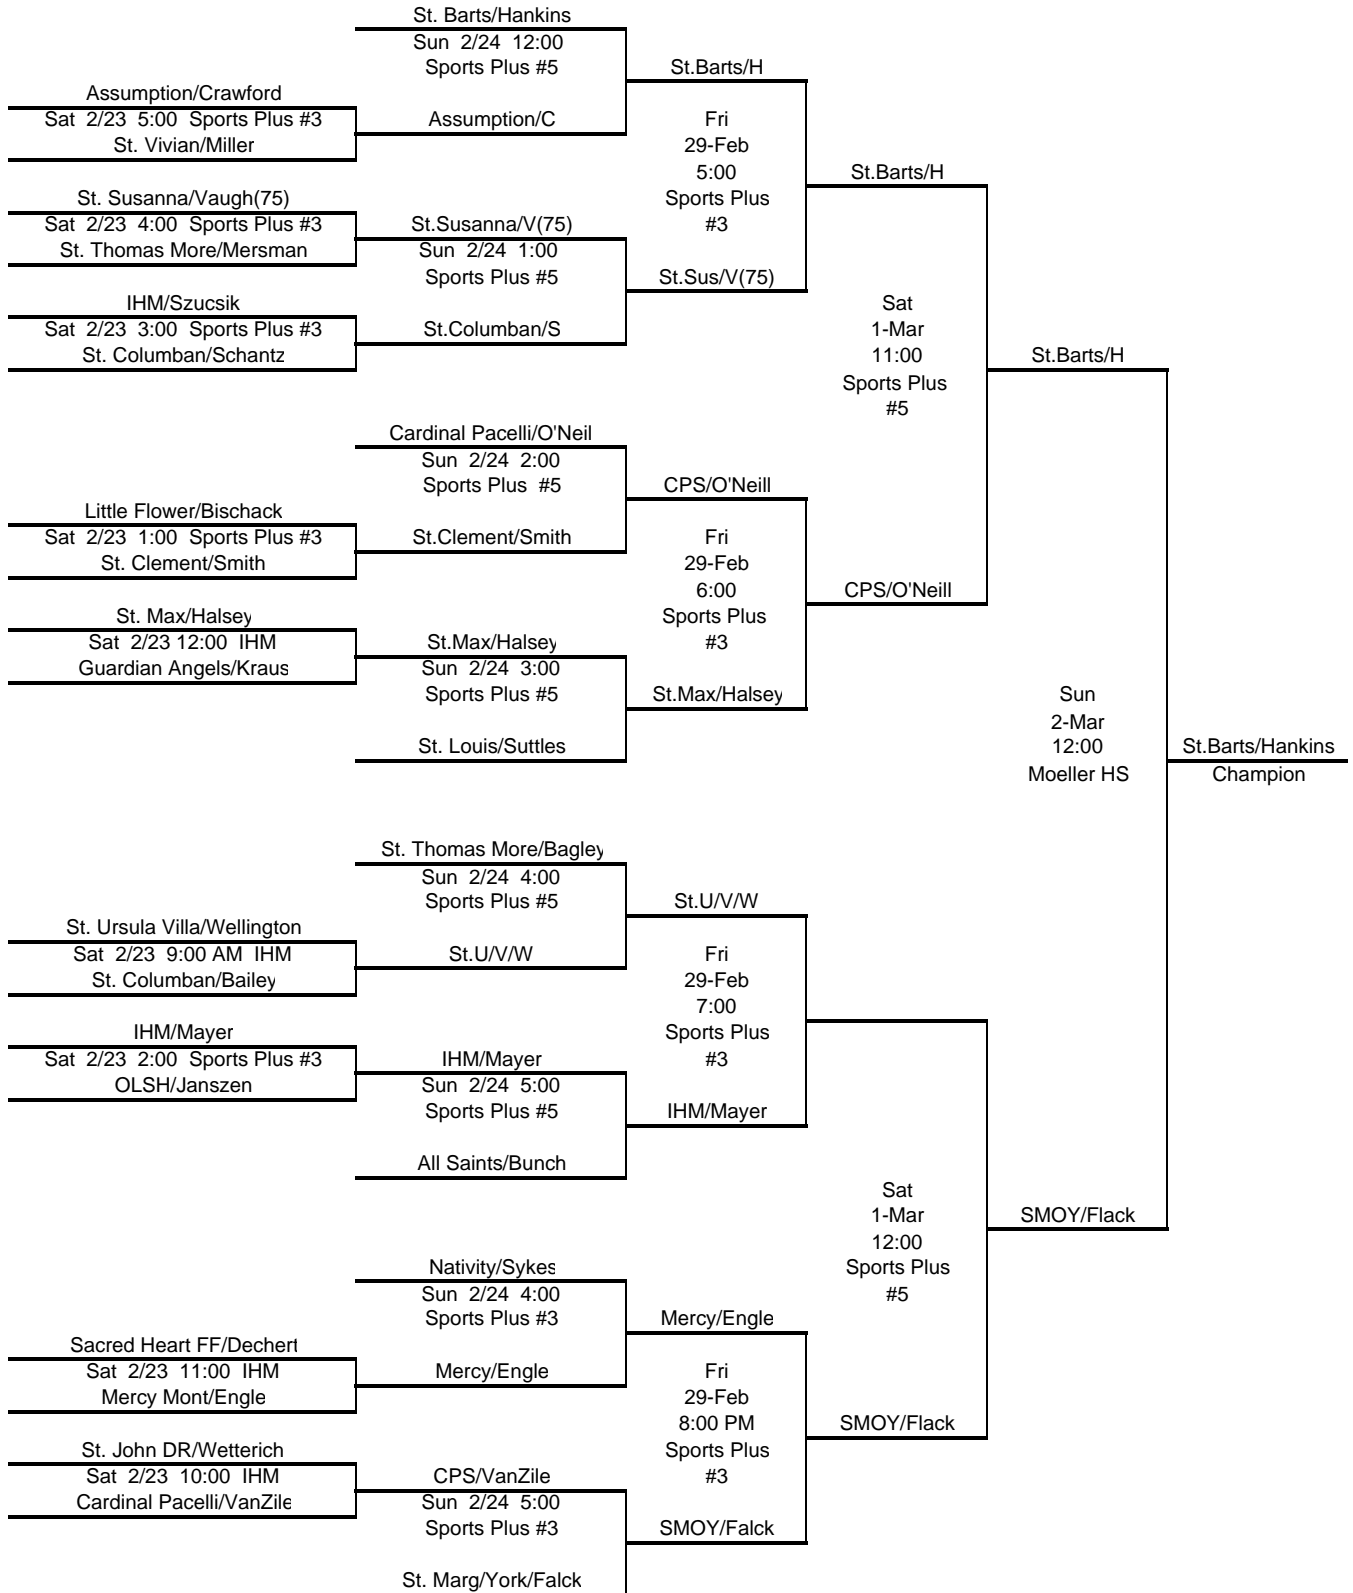 St. Barts/Hankins
Sun 2/24 12:00
Sports Plus #5
St.Barts/H
Assumption/Crawford
Sat 2/23 5:00 Sports Plus #3
St. Vivian/Miller
Assumption/C
Fri
29-Feb
5:00
Sports Plus
#3
St.Barts/H
St. Susanna/Vaugh(75)
Sat 2/23 4:00 Sports Plus #3
St. Thomas More/Mersman
St.Susanna/V(75)
Sun 2/24 1:00
Sports Plus #5
St.Sus/V(75)
IHM/Szucsik
Sat 2/23 3:00 Sports Plus #3
St. Columban/Schantz
St.Columban/S
Sat
1-Mar
11:00
Sports Plus
#5
St.Barts/H
Cardinal Pacelli/O'Neil
Sun 2/24 2:00
Sports Plus #5
CPS/O'Neill
Little Flower/Bischack
Sat 2/23 1:00 Sports Plus #3
St. Clement/Smith
St.Clement/Smith
Fri
29-Feb
6:00
Sports Plus
#3
CPS/O'Neill
St. Max/Halsey
Sat 2/23 12:00 IHM
Guardian Angels/Kraus
St.Max/Halsey
Sun 2/24 3:00
Sports Plus #5
St.Max/Halsey
St. Louis/Suttles
Sun
2-Mar
12:00
Moeller HS
St.Barts/Hankins
Champion
St. Thomas More/Bagley
Sun 2/24 4:00
Sports Plus #5
St.U/V/W
St. Ursula Villa/Wellington
Sat 2/23 9:00 AM IHM
St. Columban/Bailey
St.U/V/W
Fri
29-Feb
7:00
Sports Plus
#3
IHM/Mayer
Sat 2/23 2:00 Sports Plus #3
OLSH/Janszen
IHM/Mayer
Sun 2/24 5:00
Sports Plus #5
IHM/Mayer
All Saints/Bunch
Sat
1-Mar
12:00
Sports Plus
#5
SMOY/Flack
Nativity/Sykes
Sun 2/24 4:00
Sports Plus #3
Mercy/Engle
Sacred Heart FF/Dechert
Sat 2/23 11:00 IHM
Mercy Mont/Engle
Mercy/Engle
Fri
29-Feb
8:00 PM
Sports Plus
#3
SMOY/Flack
St. John DR/Wetterich
Sat 2/23 10:00 IHM
Cardinal Pacelli/VanZile
CPS/VanZile
Sun 2/24 5:00
Sports Plus #3
SMOY/Falck
St. Marg/York/Falck